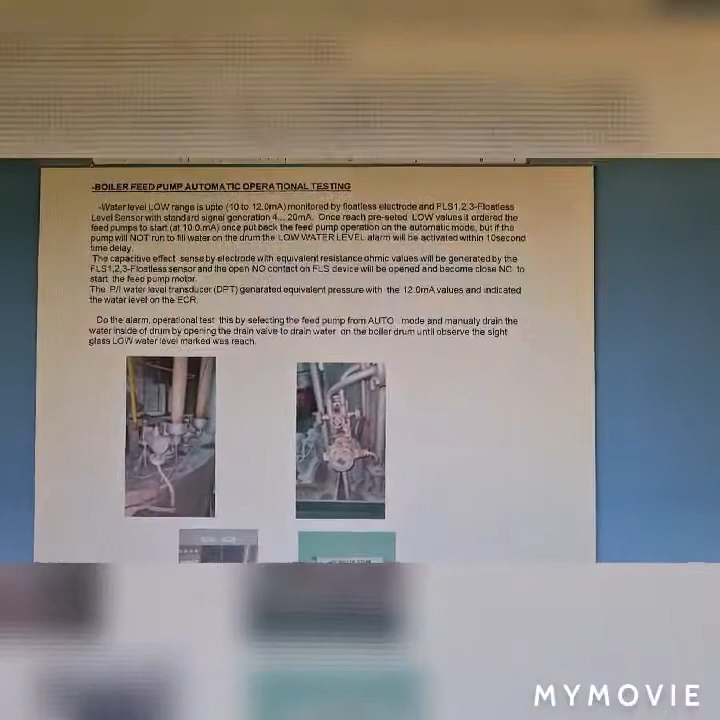 -BOILER FEED PUMP AUTOMATIC OPERATIONAL TESTING
-Water level LOW range is upto (10 to 12.0mA) monitored by floatless electrode and FLS1,2,3-Floatless
Level Sensor with standard signal generation 4....20mA. Once reach pre-seted LOW values it ordered the
feed pumps to start (at 10.0.mA) once put back the feed pump operation on the automatic mode, but if the
pump will NOT run to fill water on the drum the LOW WATER LEVEL alarm will be activated within 10second
time delay.
The capacitive effect sense by electrode with equivalent resistance ohmic values will be generated by the
FLS1,2,3-Floatless sensor and the open NO contact on FLS device will be opened and become close NC to
start the feed pump motor.
The P/I water level transducer (DPT) genarated equivalent pressure with the 12.0mA values and indicated
the water level on the ECR.
Do the alarm, operational test this by selecting the feed pump from AUTO mode and manualy drain the
water inside of drum by opening the drain valve to drain water on the boiler drum until observe the sight
glass LOW water level marked was reach.
MYMOVIE